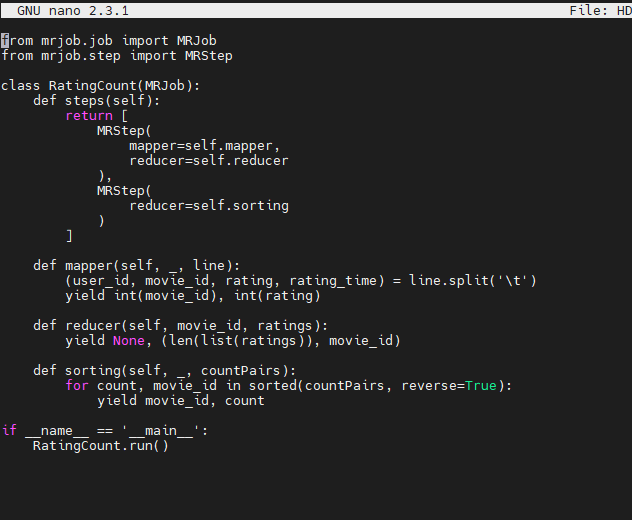 GNU nano 2.3.1 File: HD
from mrjob.job import MRJob
from mrjob.step import MRStep
class RatingCount(MRJob):
    def steps(self):
        return [
            MRStep(
                mapper=self.mapper,
                reducer=self.reducer
            ),
            MRStep(
                reducer=self.sorting
            )
        ]
    def mapper(self, _, line):
        (user_id, movie_id, rating, rating_time) = line.split('\t')
        yield int(movie_id), int(rating)
    def reducer(self, movie_id, ratings):
        yield None, (len(list(ratings)), movie_id)
    def sorting(self, _, countPairs):
        for count, movie_id in sorted(countPairs, reverse=True):
            yield movie_id, count
if __name__ == '__main__':
    RatingCount.run()